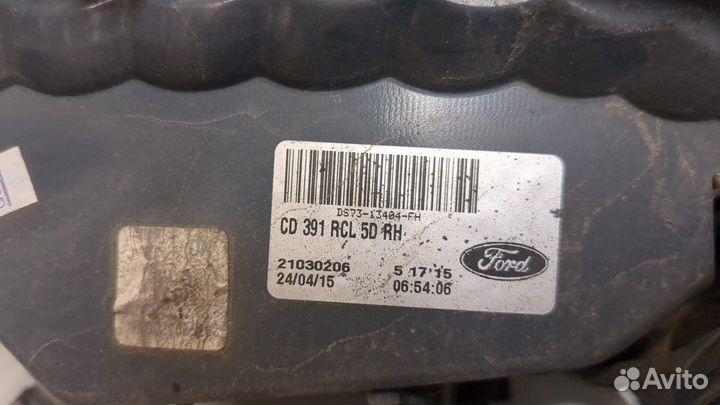 DS73-13404-FH
CD 391 RCL 5D RH
21030206 5 17'15
24/04/15 06:54:06
Ford
Avito